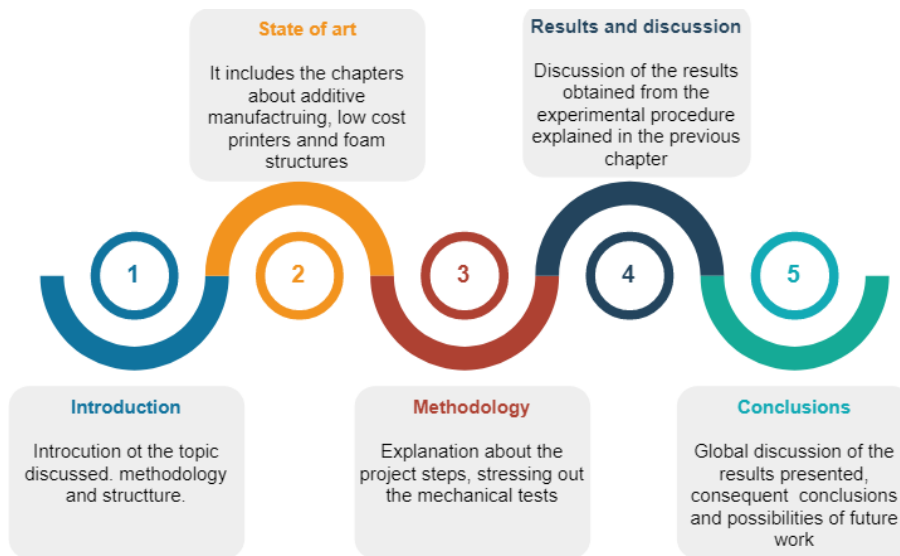 State of art
It includes the chapters
about additive
manufactruing, low cost
printers annd foam
structures
Results and discussion
Discussion of the results
obtained from the
experimental procedure
explained in the previous
chapter
1
2
3
4
5
Introduction
Introcution ot the topic
discussed. methodology
and structture.
Methodology
Explanation about the
project steps, stressing out
the mechanical tests
Conclusions
Global discussion of the
results presented,
consequent conclusions
and possibilities of future
work